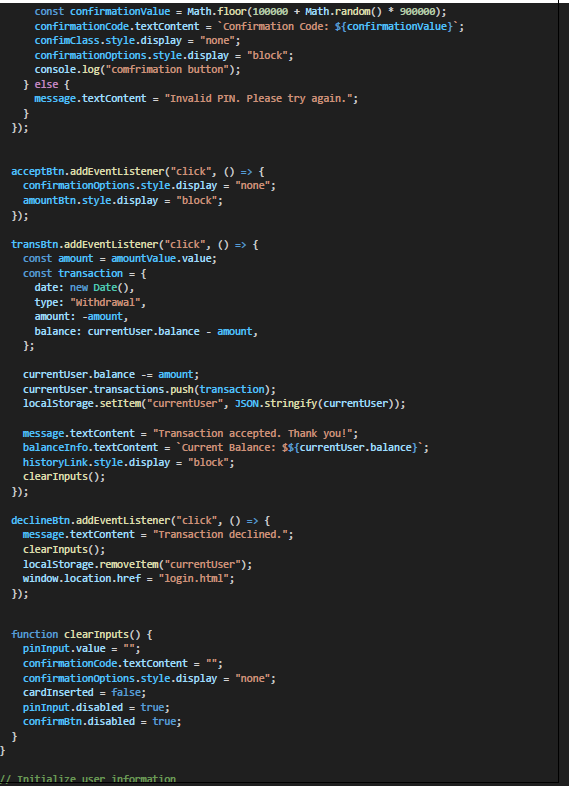 const confirmationValue = Math.floor(100000 + Math.random() * 900000);
confirmationCode.textContent = `Confirmation Code: ${confirmationValue}`;
confimClass.style.display = "none";
confirmationOptions.style.display = "block";
console.log("comfrimation button");
} else {
message.textContent = "Invalid PIN. Please try again.";
}
});
acceptBtn.addEventListener("click", () => {
confirmationOptions.style.display = "none";
amountBtn.style.display = "block";
});
transBtn.addEventListener("click", () => {
const amount = amountValue.value;
const transaction = {
date: new Date(),
type: "Withdrawal",
amount: -amount,
balance: currentUser.balance - amount,
};
currentUser.balance -= amount;
currentUser.transactions.push(transaction);
localStorage.setItem("currentUser", JSON.stringify(currentUser));
message.textContent = "Transaction accepted. Thank you!";
balanceInfo.textContent = `Current Balance: $${currentUser.balance}`;
historyLink.style.display = "block";
clearInputs();
});
declineBtn.addEventListener("click", () => {
message.textContent = "Transaction declined.";
clearInputs();
localStorage.removeItem("currentUser");
window.location.href = "login.html";
});
function clearInputs() {
pinInput.value = "";
confirmationCode.textContent = "";
confirmationOptions.style.display = "none";
cardInserted = false;
pinInput.disabled = true;
confirmBtn.disabled = true;
}
}
// Initialize user information